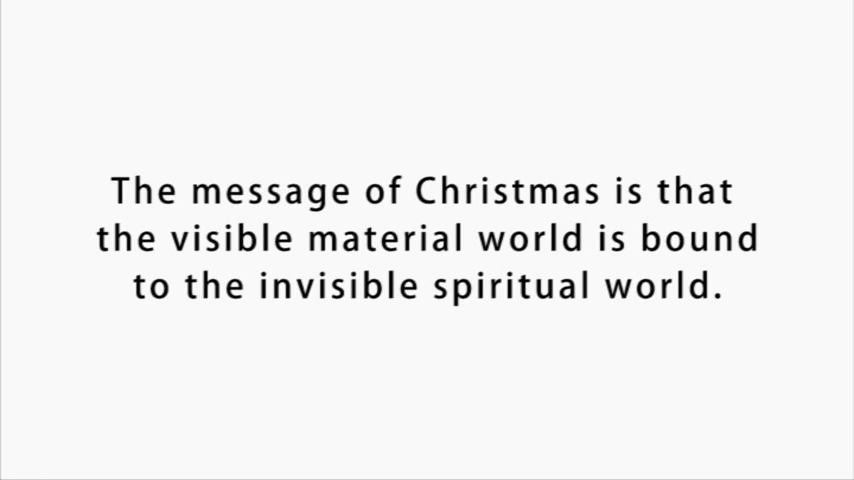 The message of Christmas is that
the visible material world is bound
to the invisible spiritual world.